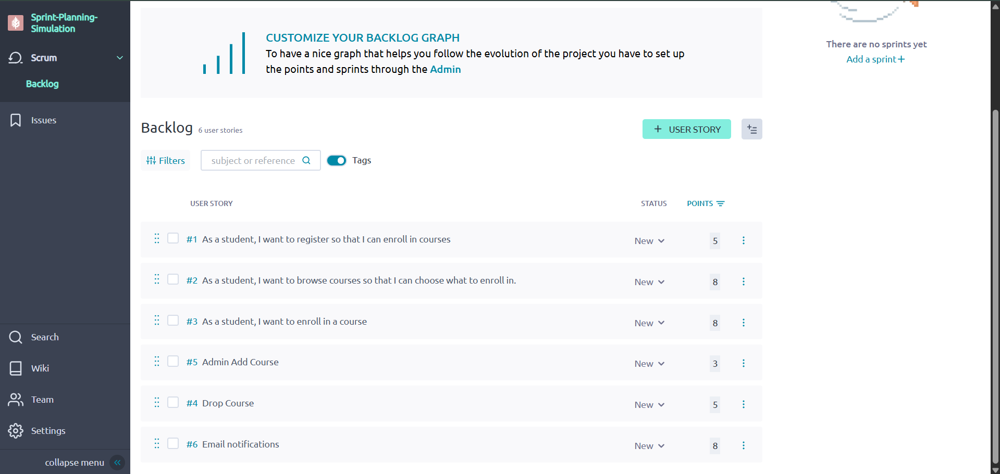 Sprint-Planning-
Simulation
Scrum
Backlog
Issues
Search
Wiki
Team
Settings
collapse menu
CUSTOMIZE YOUR BACKLOG GRAPH
To have a nice graph that helps you follow the evolution of the project you have to set up
the points and sprints through the Admin
There are no sprints yet
Add a sprint+
Backlog 6 user stories
+ USER STORY
Filters subject or reference Tags
USER STORY STATUS POINTS
#1 As a student, I want to register so that I can enroll in courses New 5
#2 As a student, I want to browse courses so that I can choose what to enroll in. New 8
#3 As a student, I want to enroll in a course New 8
#5 Admin Add Course New 3
#4 Drop Course New 5
#6 Email notifications New 8